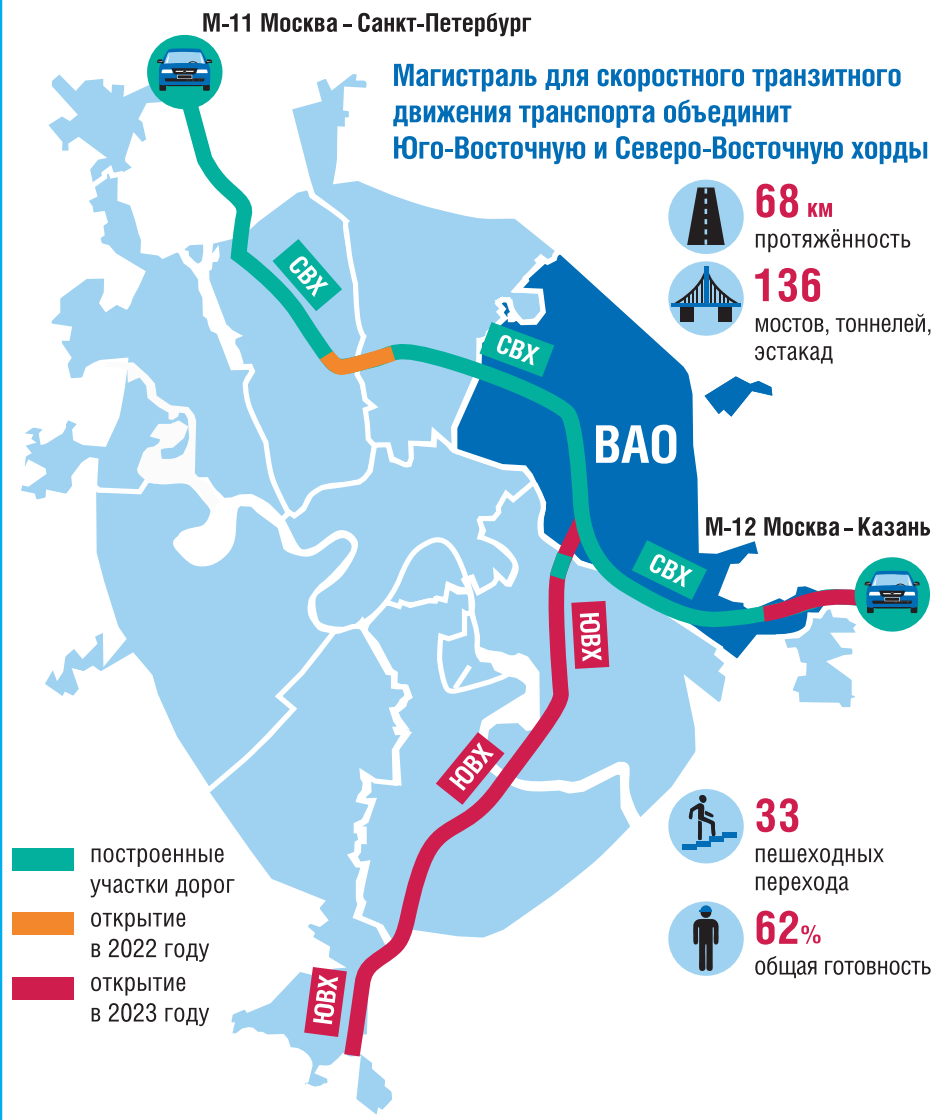 М-11 Москва – Санкт-Петербург
Магистраль для скоростного транзитного
движения транспорта объединит
Юго-Восточную и Северо-Восточную хорды
68 км
протяжённость
136
мостов, тоннелей,
эстакад
СВХ
СВХ
ВАО
М-12 Москва – Казань
СВХ
ЮВХ
ЮВХ
ЮВХ
33
пешеходных
перехода
62%
общая готовность
построенные
участки дорог
открытие
в 2022 году
открытие
в 2023 году